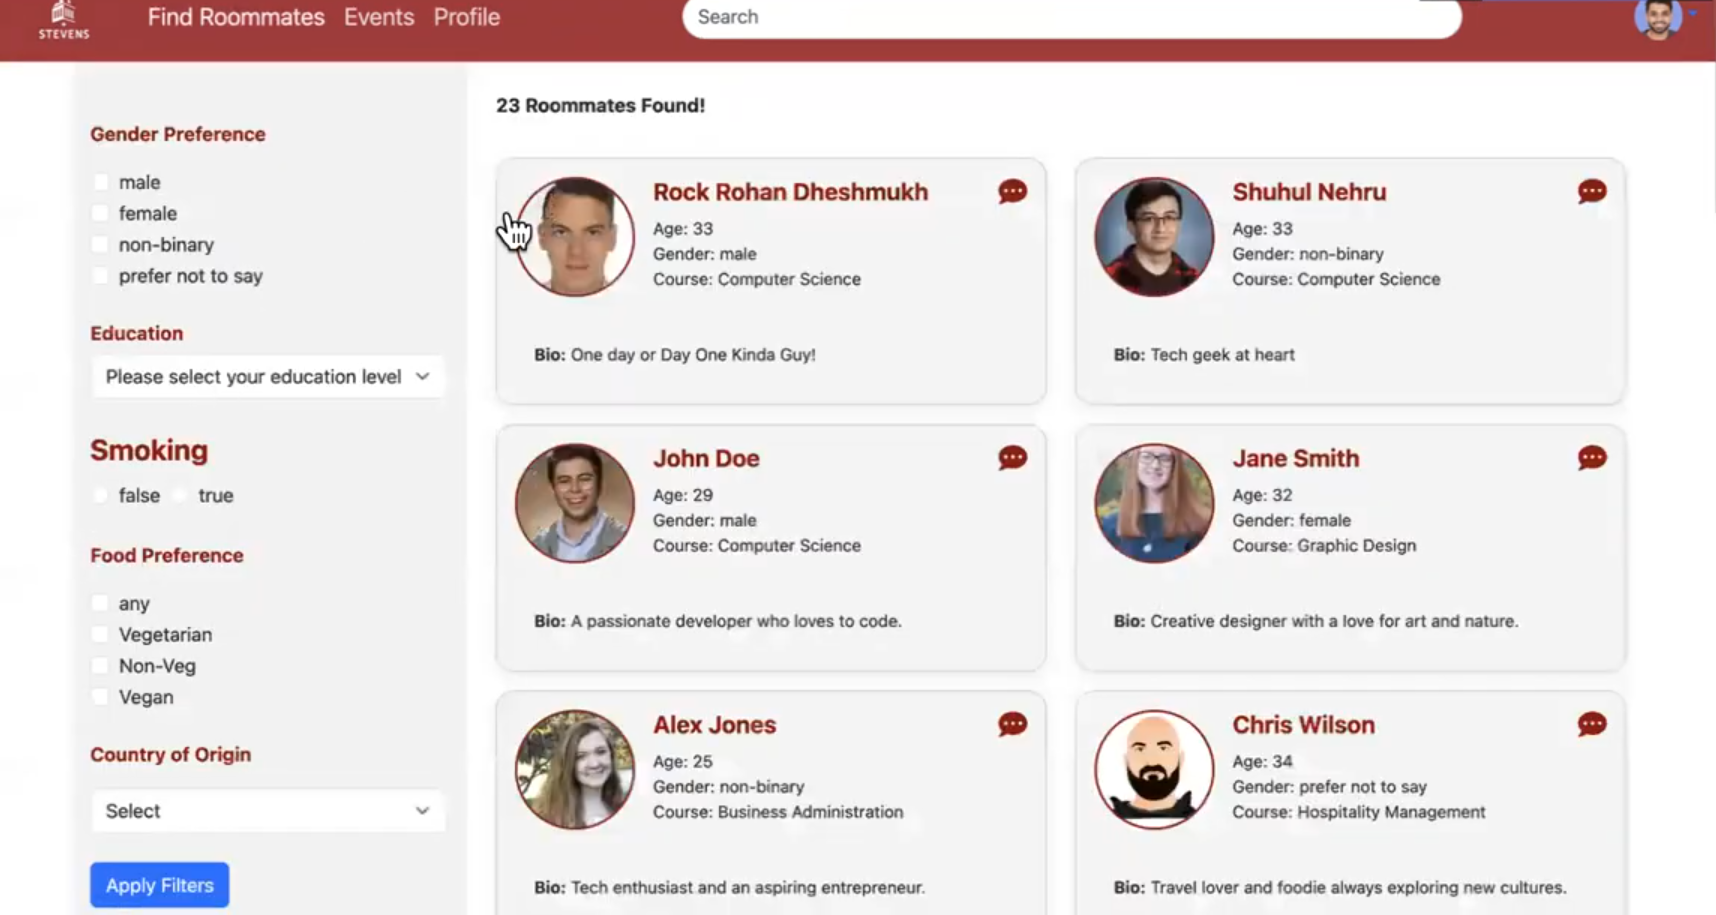 STEVENS
Find Roommates Events Profile
Search
Gender Preference
male
female
non-binary
prefer not to say
Education
Please select your education level
Smoking
false true
Food Preference
any
Vegetarian
Non-Veg
Vegan
Country of Origin
Select
Apply Filters
23 Roommates Found!
Rock Rohan Dheshmukh
Age: 33
Gender: male
Course: Computer Science
Bio: One day or Day One Kinda Guy!
Shuhul Nehru
Age: 33
Gender: non-binary
Course: Computer Science
Bio: Tech geek at heart
John Doe
Age: 29
Gender: male
Course: Computer Science
Bio: A passionate developer who loves to code.
Jane Smith
Age: 32
Gender: female
Course: Graphic Design
Bio: Creative designer with a love for art and nature.
Alex Jones
Age: 25
Gender: non-binary
Course: Business Administration
Bio: Tech enthusiast and an aspiring entrepreneur.
Chris Wilson
Age: 34
Gender: prefer not to say
Course: Hospitality Management
Bio: Travel lover and foodie always exploring new cultures.